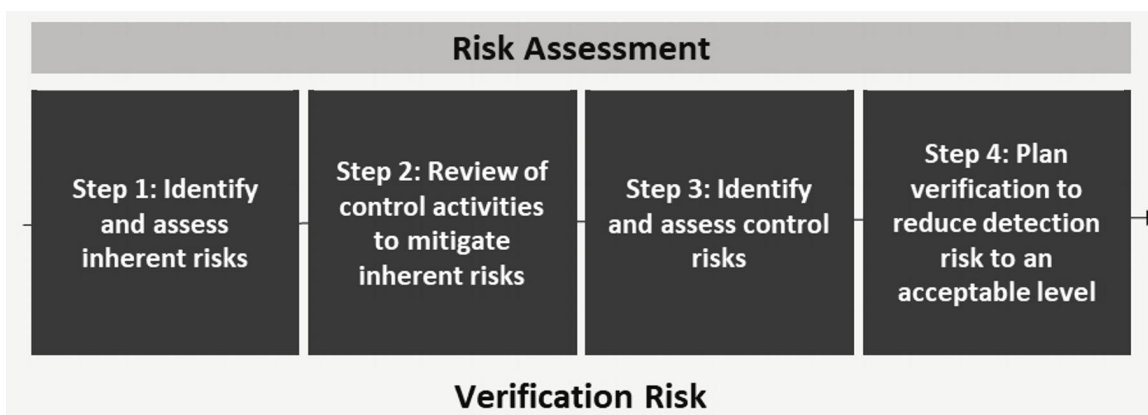 Risk Assessment
Step 1: Identify
and assess
inherent risks
Step 2: Review of
control activities
to mitigate
inherent risks
Step 3: Identify
and assess control
risks
Step 4: Plan
verification to
reduce detection
risk to an
acceptable level
Verification Risk